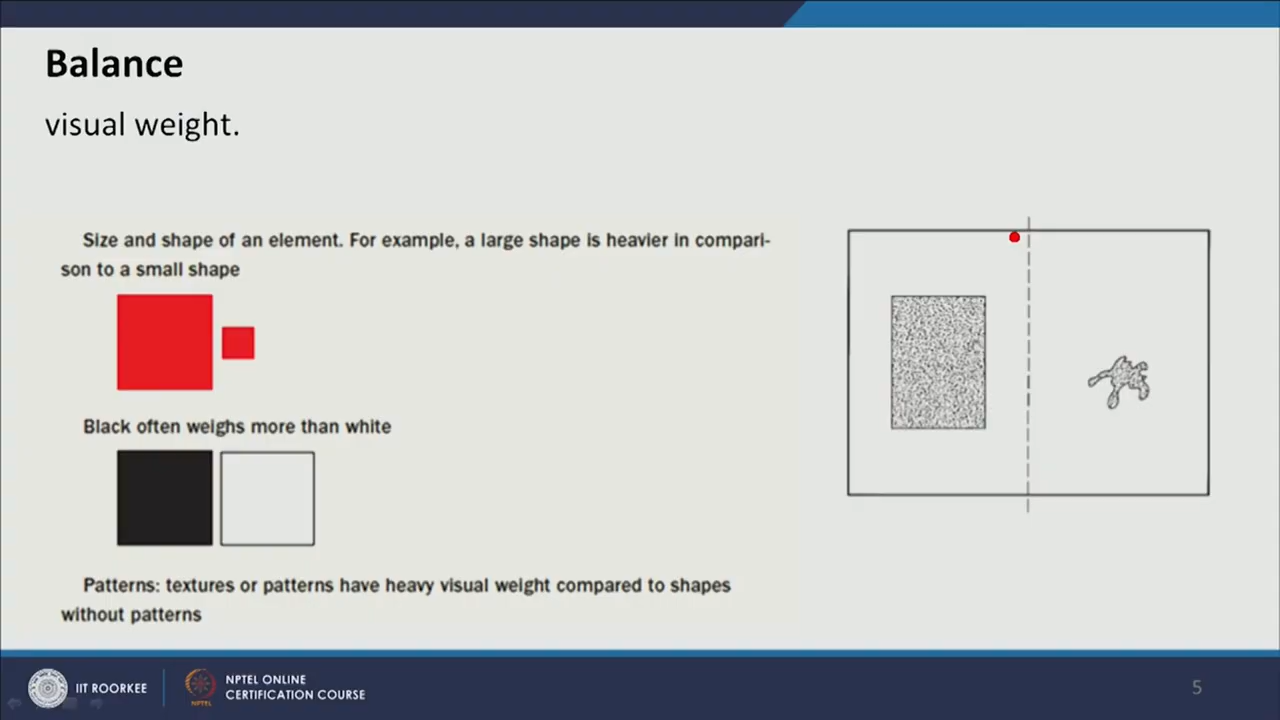 Balance
visual weight.
Size and shape of an element. For example, a large shape is heavier in compari-
son to a small shape
Black often weighs more than white
Patterns: textures or patterns have heavy visual weight compared to shapes
without patterns
IIT ROORKEE
NPTEL
NPTEL ONLINE
CERTIFICATION COURSE
5